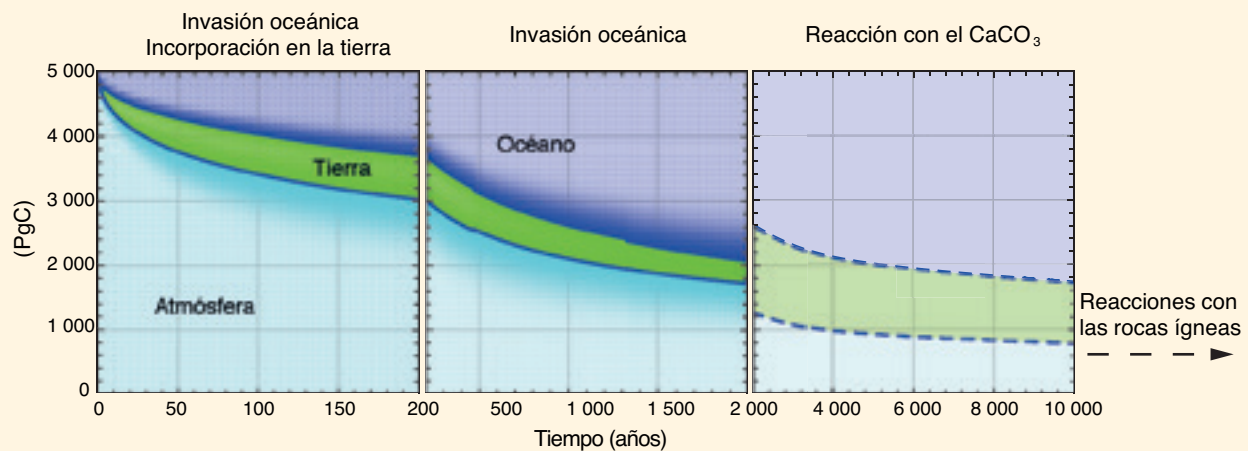 Invasión oceánica
Incorporación en la tierra
Invasión oceánica
Reacción con el CaCO₃
5 000
4 000
3 000
2 000
1 000
0
(PgC)
Océano
Tierra
Atmósfera
Reacciones con
las rocas ígneas
0 50 100 150 200 500 1 000 1 500 2 000 4 000 6 000 8 000 10 000
Tiempo (años)